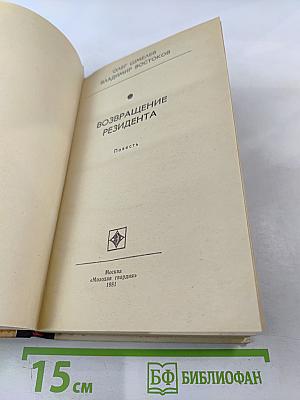 ОЛЕГ ШМЕЛЕВ
ВЛАДИМИР ВОСТОКОВ
ВОЗВРАЩЕНИЕ
РЕЗИДЕНТА
Повесть
Москва
«Молодая гвардия»
1981
15 см
БФ БИБЛИОФАН